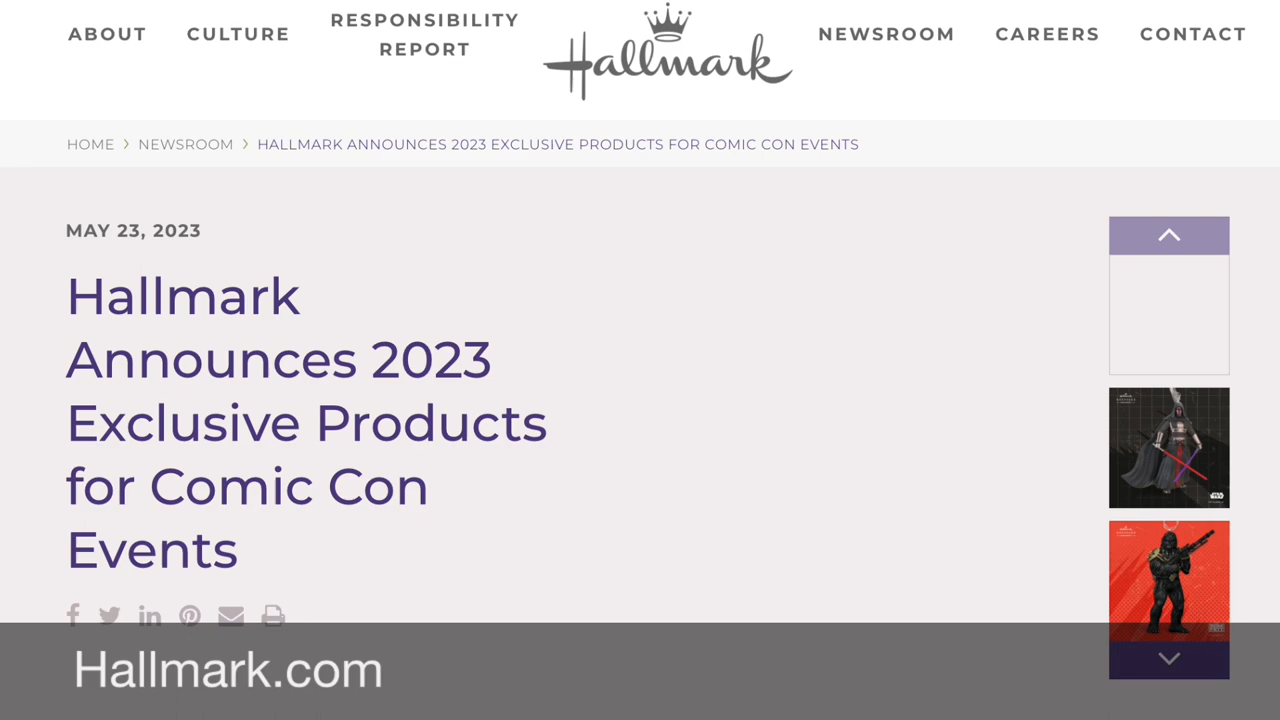 ABOUT
CULTURE
RESPONSIBILITY
REPORT
Hallmark
NEWSROOM
CAREERS
CONTACT
HOME > NEWSROOM > HALLMARK ANNOUNCES 2023 EXCLUSIVE PRODUCTS FOR COMIC CON EVENTS
MAY 23, 2023
Hallmark
Announces 2023
Exclusive Products
for Comic Con
Events
Hallmark.com